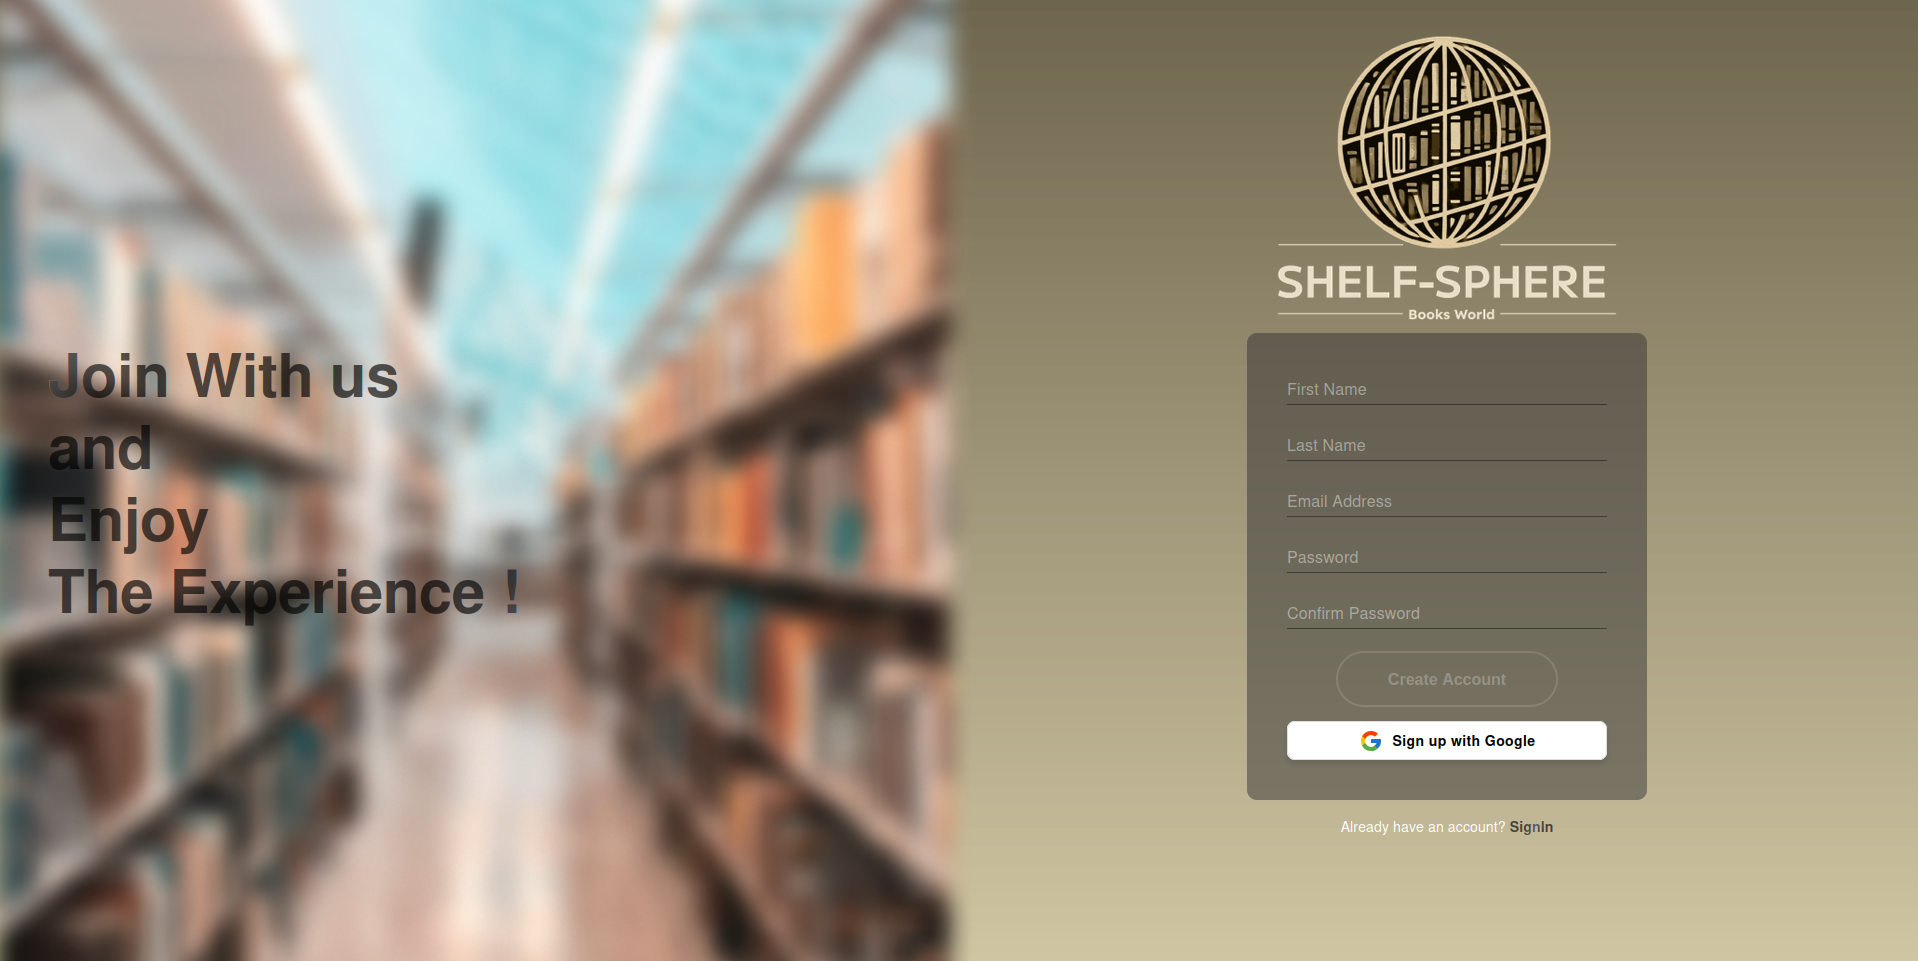 Join With us
and
Enjoy
The Experience !
SHELF-SPHERE
Books World
First Name
Last Name
Email Address
Password
Confirm Password
Create Account
Sign up with Google
Already have an account? SignIn